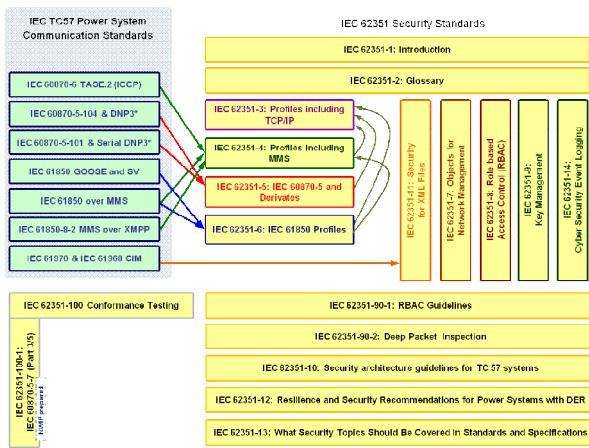 IEC TC57 Power System
Communication Standards
IEC 62351 Security Standards
IEC 62351-1: Introduction
IEC 62351-2: Glossary
IEC 60870-6 TASE.2 (ICCP)
IEC 60870-5-104 & DNP3*
IEC 60870-5-101 & Serial DNP3*
IEC 61850 GOOSE and SV
IEC 61850 over MMS
IEC 61850-8-2 MMS over XMPP
IEC 61970 & IEC 61968 CIM
IEC 62351-3: Profiles including
TCP/IP
IEC 62351-4: Profiles including
MMS
IEC 62351-5: IEC 60870-5 and
Derivates
IEC 62351-6: IEC 61850 Profiles
IEC 62351-11: Security
for XML Files
IEC 62351-7: Objects for
Network Management
IEC 62351-8: Role based
Access Control (RBAC)
IEC 62351-9:
Key Management
IEC 62351-14:
Cyber Security Event Logging
IEC 62351-100 Conformance Testing
IEC 62351-100-1:
IEC 60870-5-7 (Part 3/5)
prepared
IEC 62351-90-1: RBAC Guidelines
IEC 62351-90-2: Deep Packet Inspection
IEC 62351-10: Security architecture guidelines for TC 57 systems
IEC 62351-12: Resilience and Security Recommendations for Power Systems with DER
IEC 62351-13: What Security Topics Should Be Covered in Standards and Specifications